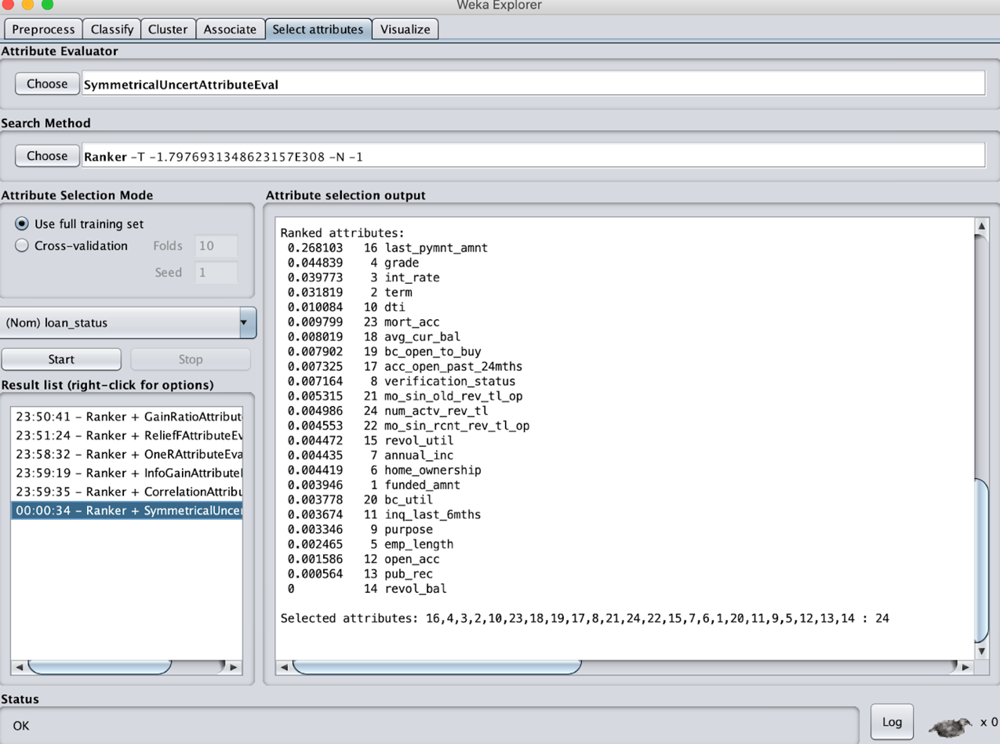 Weka Explorer
Preprocess Classify Cluster Associate Select attributes Visualize
Attribute Evaluator
Choose SymmetricalUncertAttributeEval
Search Method
Choose Ranker -T -1.7976931348623157E308 -N -1
Attribute Selection Mode
Use full training set
Cross-validation Folds 10
Seed 1
(Nom) loan_status
Start Stop
Result list (right-click for options)
23:50:41 - Ranker + GainRatioAttribut
23:51:24 - Ranker + ReliefFAttributeEv
23:58:32 - Ranker + OneRAttributeEva
23:59:19 - Ranker + InfoGainAttribute
23:59:35 - Ranker + CorrelationAttribu
00:00:34 - Ranker + SymmetricalUncer
Attribute selection output
Ranked attributes:
0.268103 16 last_pymnt_amnt
0.044839 4 grade
0.039773 3 int_rate
0.031819 2 term
0.010084 10 dti
0.009799 23 mort_acc
0.008019 18 avg_cur_bal
0.007902 19 bc_open_to_buy
0.007325 17 acc_open_past_24mths
0.007164 8 verification_status
0.005315 21 mo_sin_old_rev_tl_op
0.004986 24 num_actv_rev_tl
0.004553 22 mo_sin_rcnt_rev_tl_op
0.004472 15 revol_util
0.004435 7 annual_inc
0.004419 6 home_ownership
0.003946 1 funded_amnt
0.003778 20 bc_util
0.003674 11 inq_last_6mths
0.003346 9 purpose
0.002465 5 emp_length
0.001586 12 open_acc
0.000564 13 pub_rec
0 14 revol_bal
Selected attributes: 16,4,3,2,10,23,18,19,17,8,21,24,22,15,7,6,1,20,11,9,5,12,13,14 : 24
Status
OK
Log
x 0